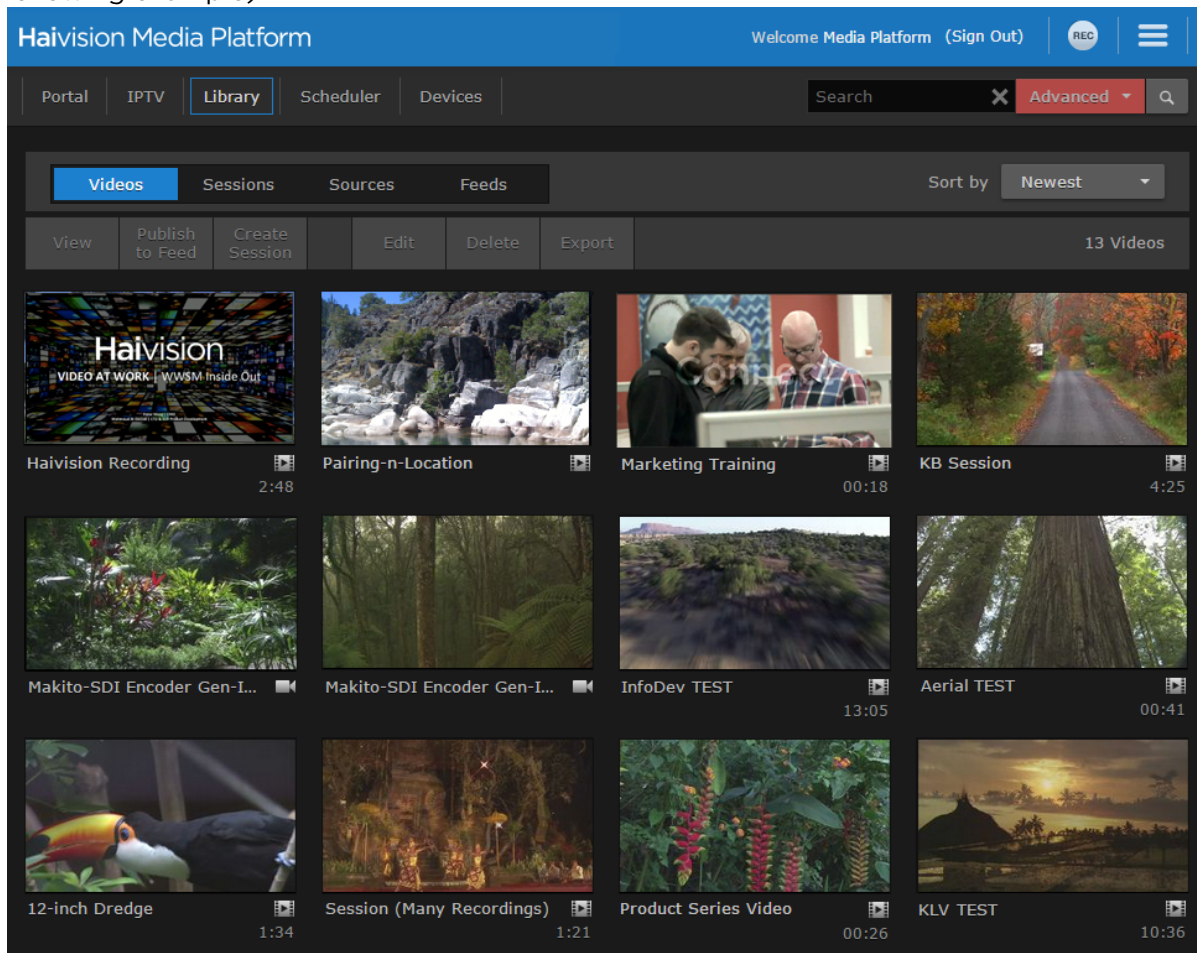 Haivision Media Platform
Welcome Media Platform (Sign Out)
REC
Portal IPTV Library Scheduler Devices
Search
Advanced
Videos Sessions Sources Feeds
Sort by Newest
View
Publish to Feed
Create Session
Edit Delete Export
13 Videos
Haivision
VIDEO AT WORK | WWSM Inside Out
Connect
Haivision Recording
2:48
Pairing-n-Location
Marketing Training
00:18
KB Session
4:25
Makito-SDI Encoder Gen-I...
Makito-SDI Encoder Gen-I...
InfoDev TEST
13:05
Aerial TEST
00:41
12-inch Dredge
1:34
Session (Many Recordings)
1:21
Product Series Video
00:26
KLV TEST
10:36